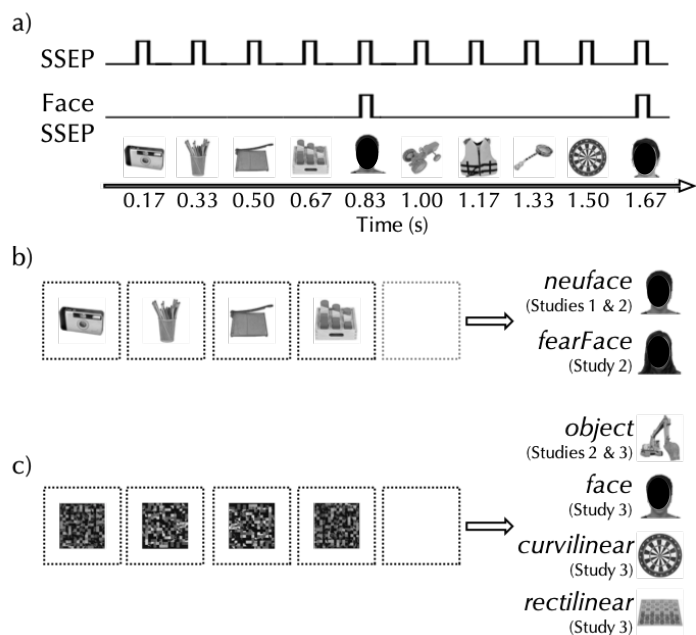 a)
SSEP
Face
SSEP
0.17 0.33 0.50 0.67 0.83 1.00 1.17 1.33 1.50 1.67
Time (s)
b)
neuface
(Studies 1 & 2)
fearFace
(Study 2)
object
(Studies 2 & 3)
c)
face
(Study 3)
curvilinear
(Study 3)
rectilinear
(Study 3)